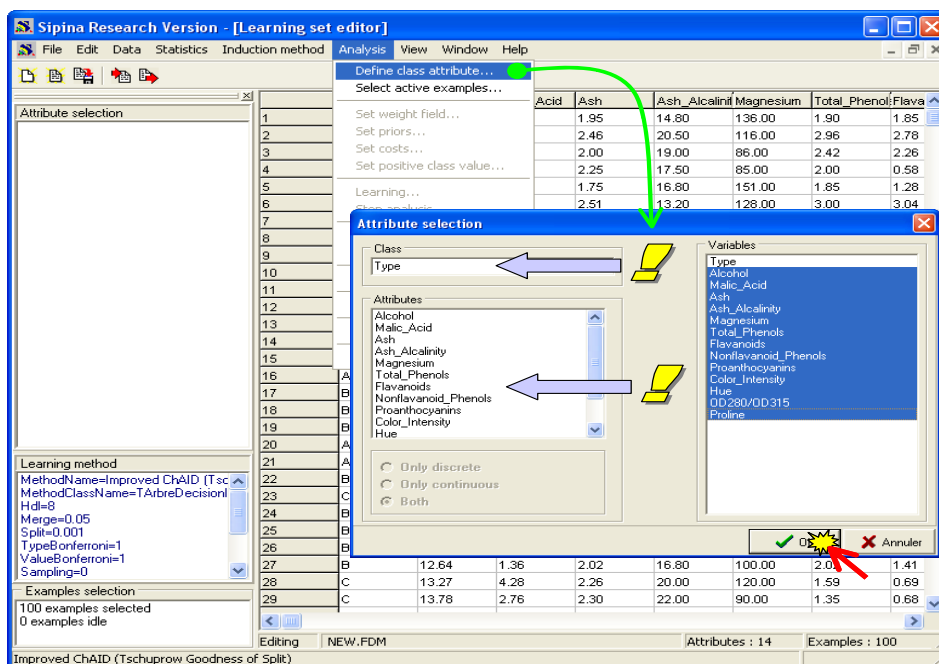 Sipina Research Version - [Learning set editor]
File Edit Data Statistics Induction method Analysis View Window Help
Define class attribute...
Select active examples...
Set weight field...
Set priors...
Set costs...
Set positive class value...
Learning...
Stop analysis
Attribute selection
Acid Ash Ash_Alcalinit Magnesium Total_Phenol Flava
1 1.95 14.80 136.00 1.90 1.85
2 2.46 20.50 116.00 2.96 2.78
3 2.00 19.00 86.00 2.42 2.26
4 2.25 17.50 85.00 2.00 0.58
5 1.75 16.80 151.00 1.85 1.28
6 2.51 13.20 128.00 3.00 3.04
7
8
9
10
11
12
13
14
15
16 A
17 B
18 B
19 B
20 A
21 A
22 B
23 C
24 B
25 B
26 B
27 B 12.64 1.36 2.02 16.80 100.00 2.02 1.41
28 C 13.27 4.28 2.26 20.00 120.00 1.59 0.69
29 C 13.78 2.76 2.30 22.00 90.00 1.35 0.68
Attribute selection
Class
Type
Attributes
Alcohol
Malic_Acid
Ash
Ash_Alcalinity
Magnesium
Total_Phenols
Flavanoids
Nonflavanoid_Phenols
Proanthocyanins
Color_Intensity
Hue
Only discrete
Only continuous
Both
Variables
Type
Alcohol
Malic_Acid
Ash
Ash_Alcalinity
Magnesium
Total_Phenols
Flavanoids
Nonflavanoid_Phenols
Proanthocyanins
Color_Intensity
Hue
OD280/OD315
Proline
Annuler
Learning method
MethodName=Improved ChAID (Tsc
MethodClassName=TArbreDecisionI
Hdl=8
Merge=0.05
Split=0.001
TypeBonferroni=1
ValueBonferroni=1
Sampling=0
Examples selection
100 examples selected
0 examples idle
Editing NEW.FDM Attributes : 14 Examples : 100
Improved ChAID (Tschuprow Goodness of Split)